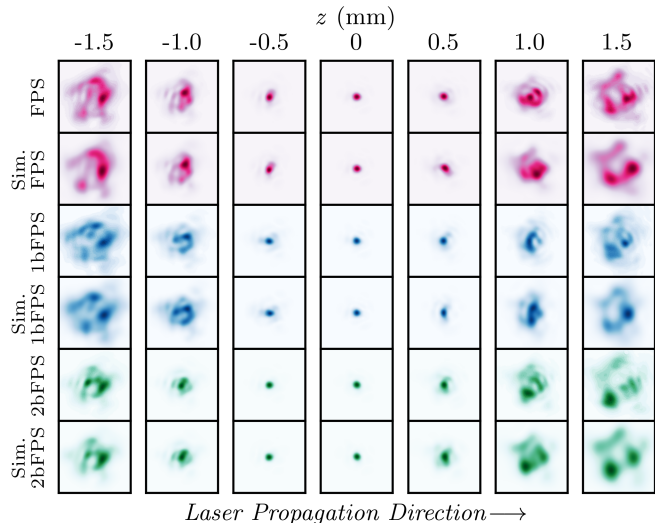 z (mm)
-1.5 -1.0 -0.5 0 0.5 1.0 1.5
FPS
Sim.
FPS
1bFPS
Sim.
1bFPS
2bFPS
Sim.
2bFPS
Laser Propagation Direction⟶